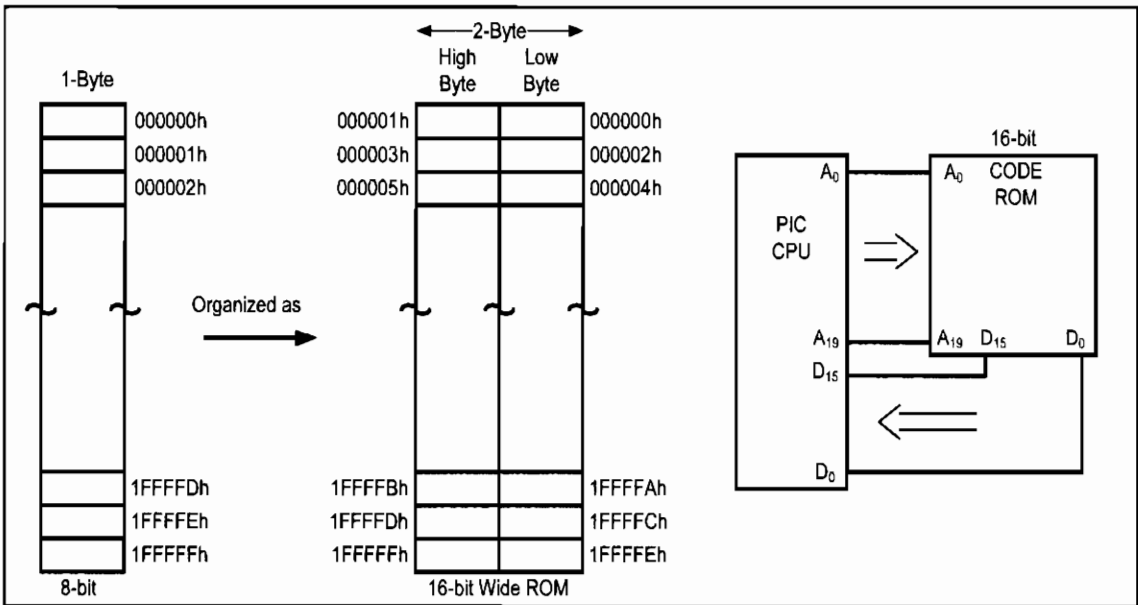 1-Byte
000000h
000001h
000002h
1FFFFDh
1FFFFEh
1FFFFFh
8-bit
Organized as
2-Byte
High Byte
Low Byte
000001h
000000h
000003h
000002h
000005h
000004h
1FFFFBh
1FFFFAh
1FFFFDh
1FFFFCh
1FFFFFh
1FFFFEh
16-bit Wide ROM
PIC
CPU
A₀
A₁₉
D₁₅
D₀
16-bit
CODE
ROM
A₀
A₁₉
D₁₅
D₀